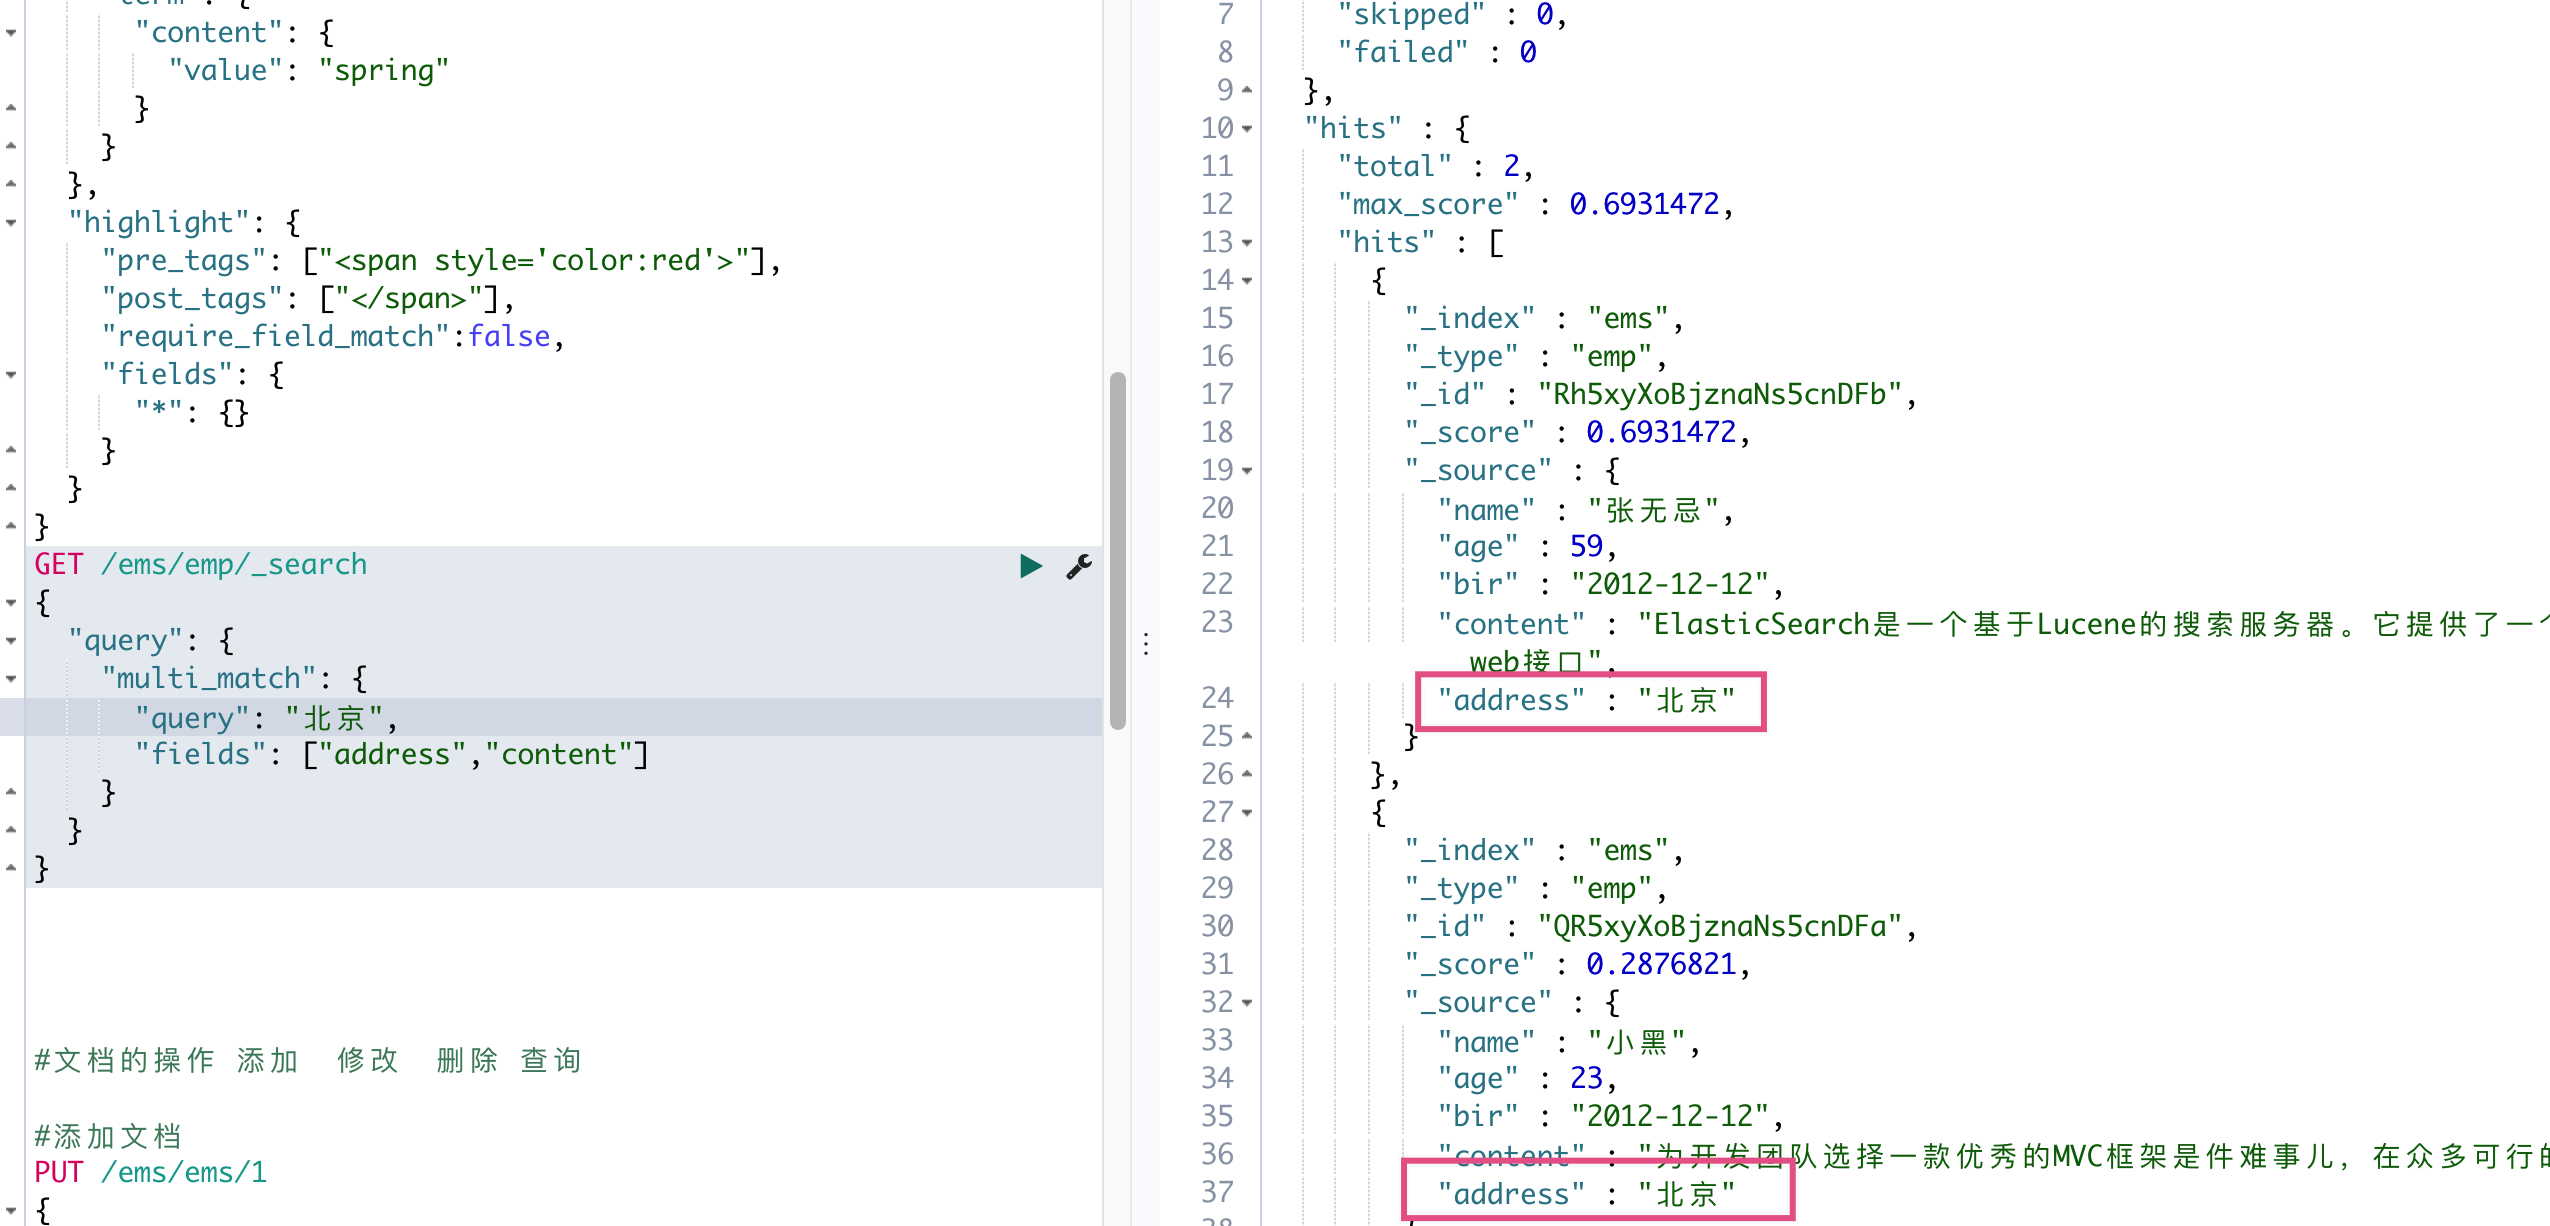 "content": {
"value": "spring"
}
}
},
"highlight": {
"pre_tags": ["<span style='color:red'>"],
"post_tags": ["</span>"],
"require_field_match":false,
"fields": {
"*": {}
}
}
}
GET /ems/emp/_search
{
"query": {
"multi_match": {
"query": "北京",
"fields": ["address","content"]
}
}
}
#文档的操作 添加  修改  删除 查询
#添加文档
PUT /ems/ems/1
{
7 "skipped" : 0,
8 "failed" : 0
9 },
10 "hits" : {
11 "total" : 2,
12 "max_score" : 0.6931472,
13 "hits" : [
14 {
15 "_index" : "ems",
16 "_type" : "emp",
17 "_id" : "Rh5xyXoBjznaNs5cnDFb",
18 "_score" : 0.6931472,
19 "_source" : {
20 "name" : "张无忌",
21 "age" : 59,
22 "bir" : "2012-12-12",
23 "content" : "ElasticSearch是一个基于Lucene的搜索服务器。它提供了一
web接口",
24 "address" : "北京"
25 }
26 },
27 {
28 "_index" : "ems",
29 "_type" : "emp",
30 "_id" : "QR5xyXoBjznaNs5cnDFa",
31 "_score" : 0.2876821,
32 "_source" : {
33 "name" : "小黑",
34 "age" : 23,
35 "bir" : "2012-12-12",
36 "content" : "为开发团队选择一款优秀的MVC框架是件难事儿，在众多可行
37 "address" : "北京"